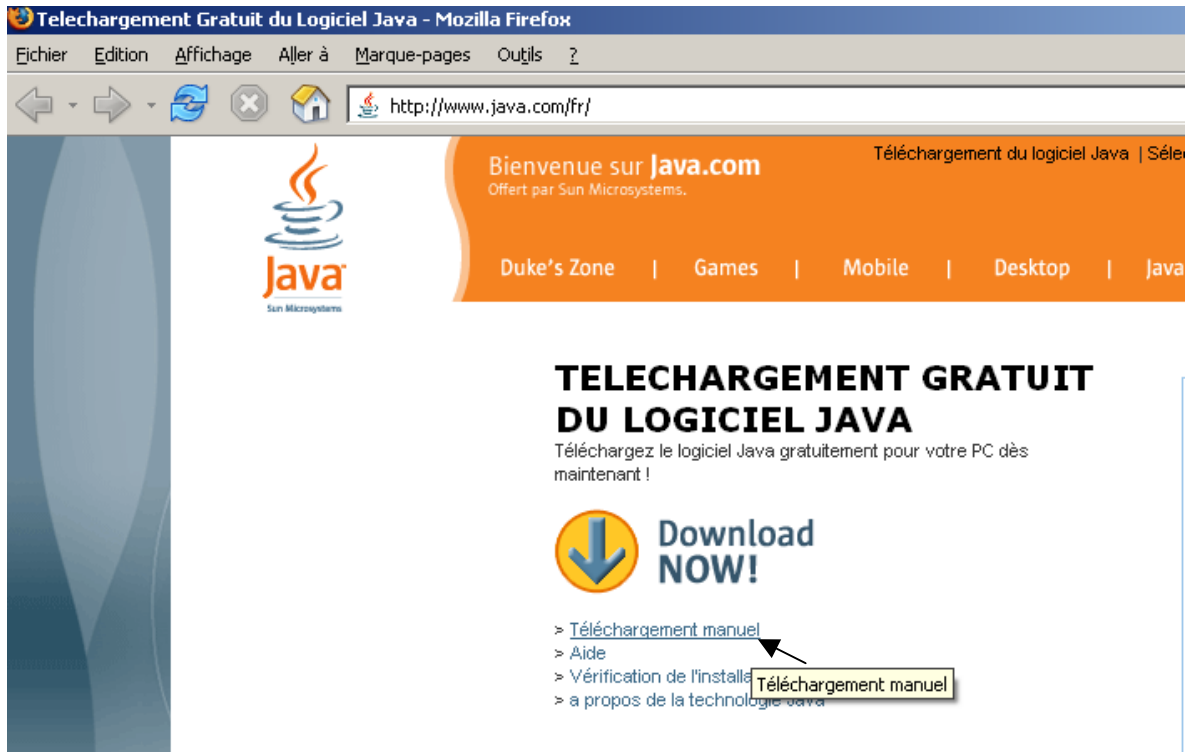 Telechargement Gratuit du Logiciel Java - Mozilla Firefox
Fichier Edition Affichage Aller à Marque-pages Outils ?
http://www.java.com/fr/
Java
Sun Microsystems
Bienvenue sur Java.com
Offert par Sun Microsystems.
Téléchargement du logiciel Java | Séle
Duke's Zone | Games | Mobile | Desktop | Java
TELECHARGEMENT GRATUIT
DU LOGICIEL JAVA
Téléchargez le logiciel Java gratuitement pour votre PC dès
maintenant !
Download
NOW!
> Téléchargement manuel
> Aide
> Vérification de l'installa
Téléchargement manuel
> a propos de la technologie Java